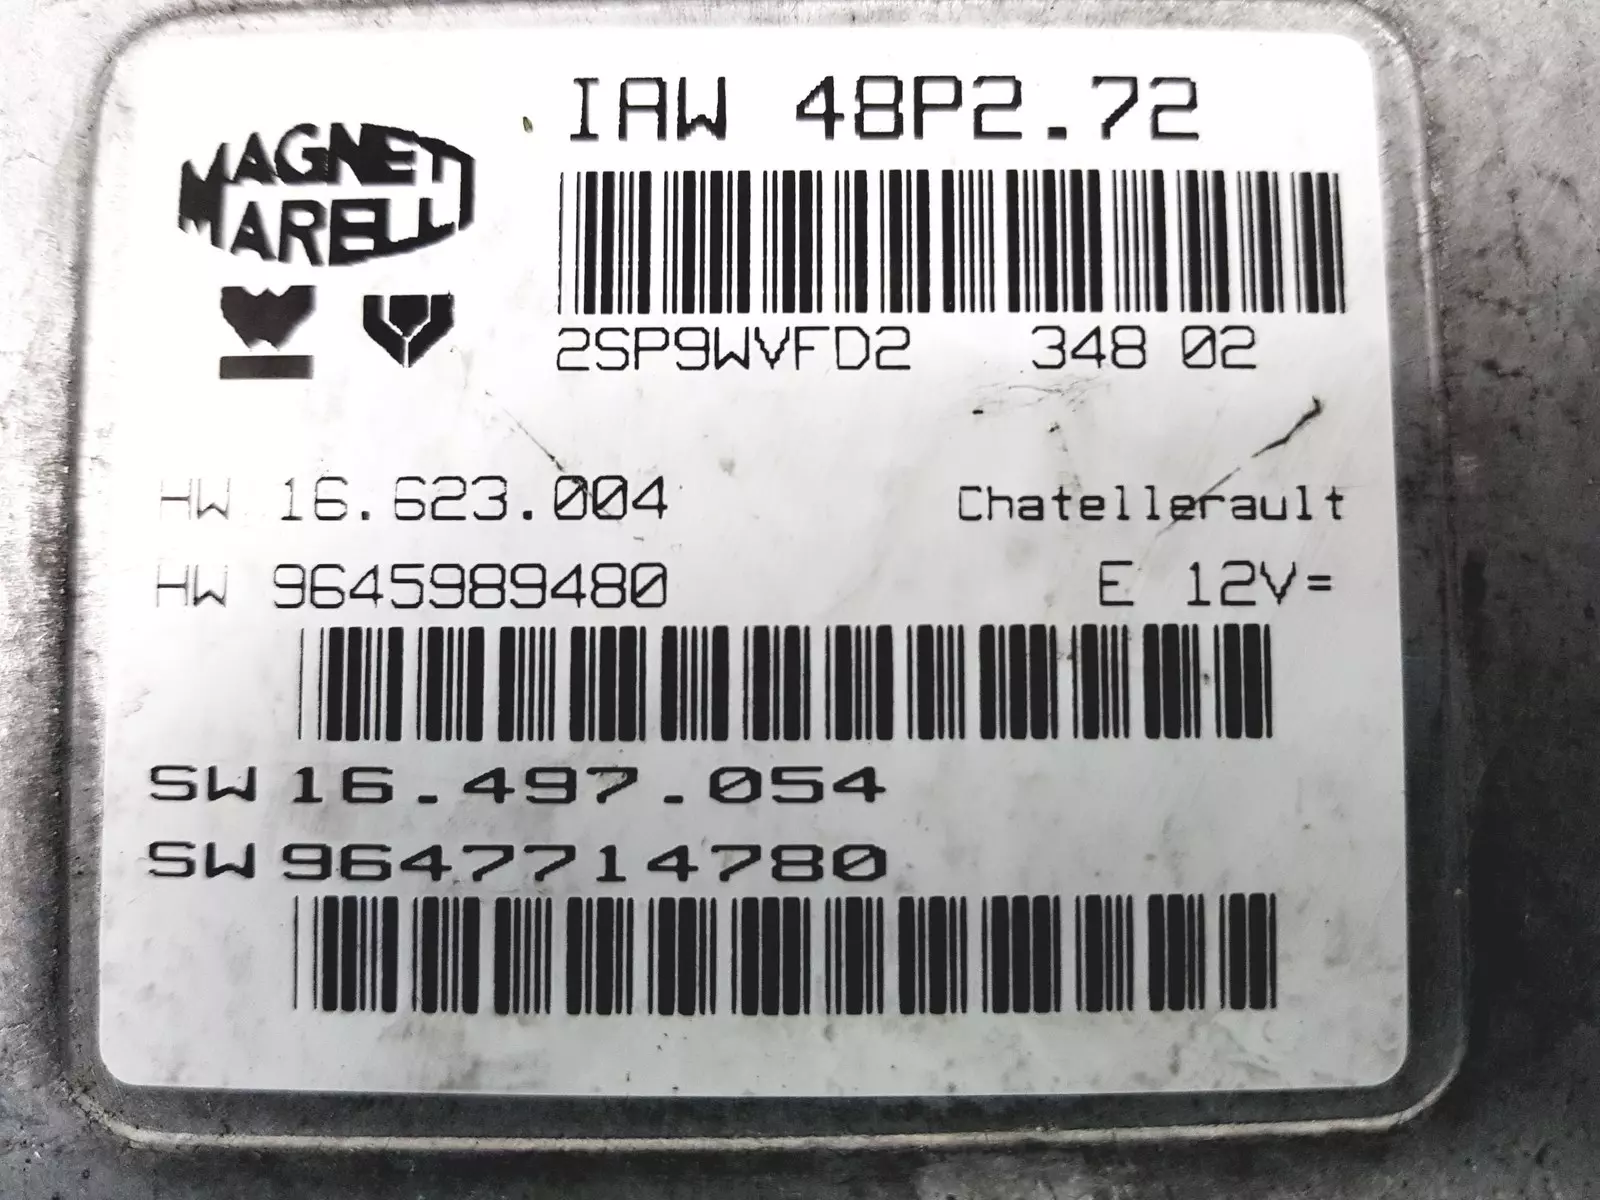 IAW 48P2.72
MAGNETI
MARELLI
2SP9WVFD2 348 02
HW 16.623.004
Chatellerault
HW 9645989480
E 12V=
SW 16.497.054
SW 9647714780